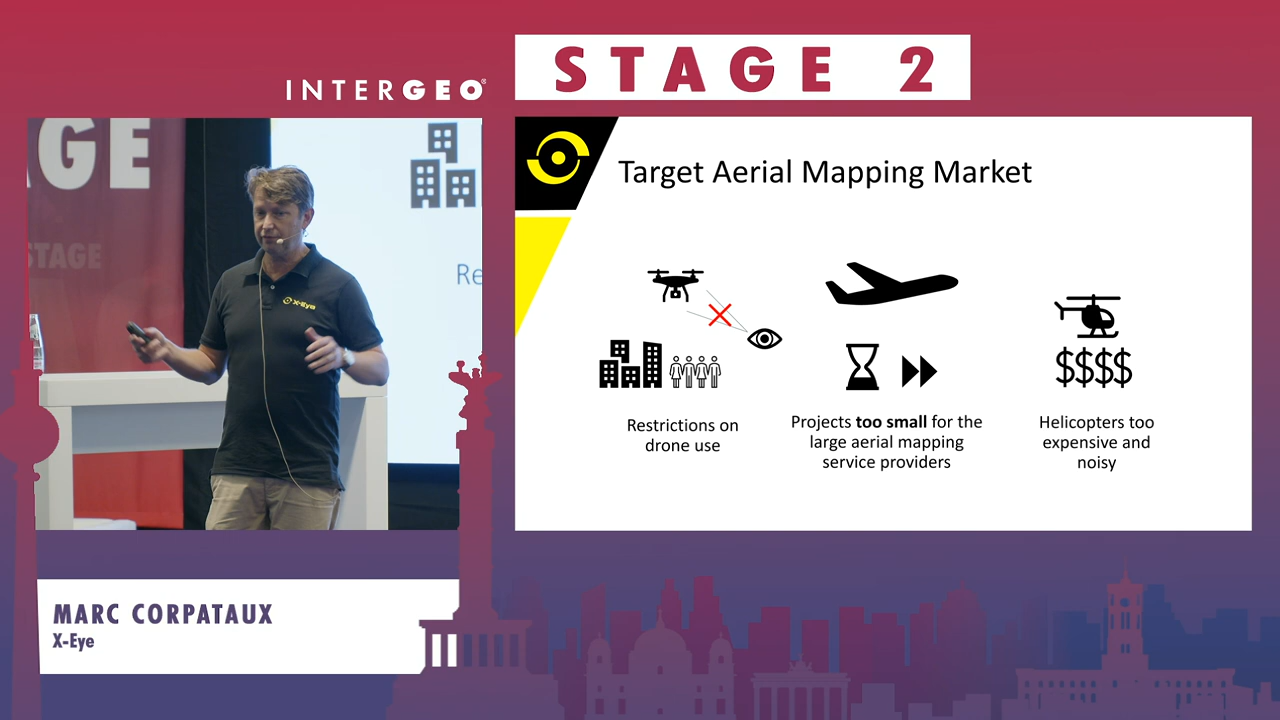 STAGE 2
INTERGEO®
GE
STAGE
Re
X-Eye
Target Aerial Mapping Market
$$$$
Restrictions on
drone use
Projects too small for the
large aerial mapping
service providers
Helicopters too
expensive and
noisy
MARC CORPATAUX
X-Eye